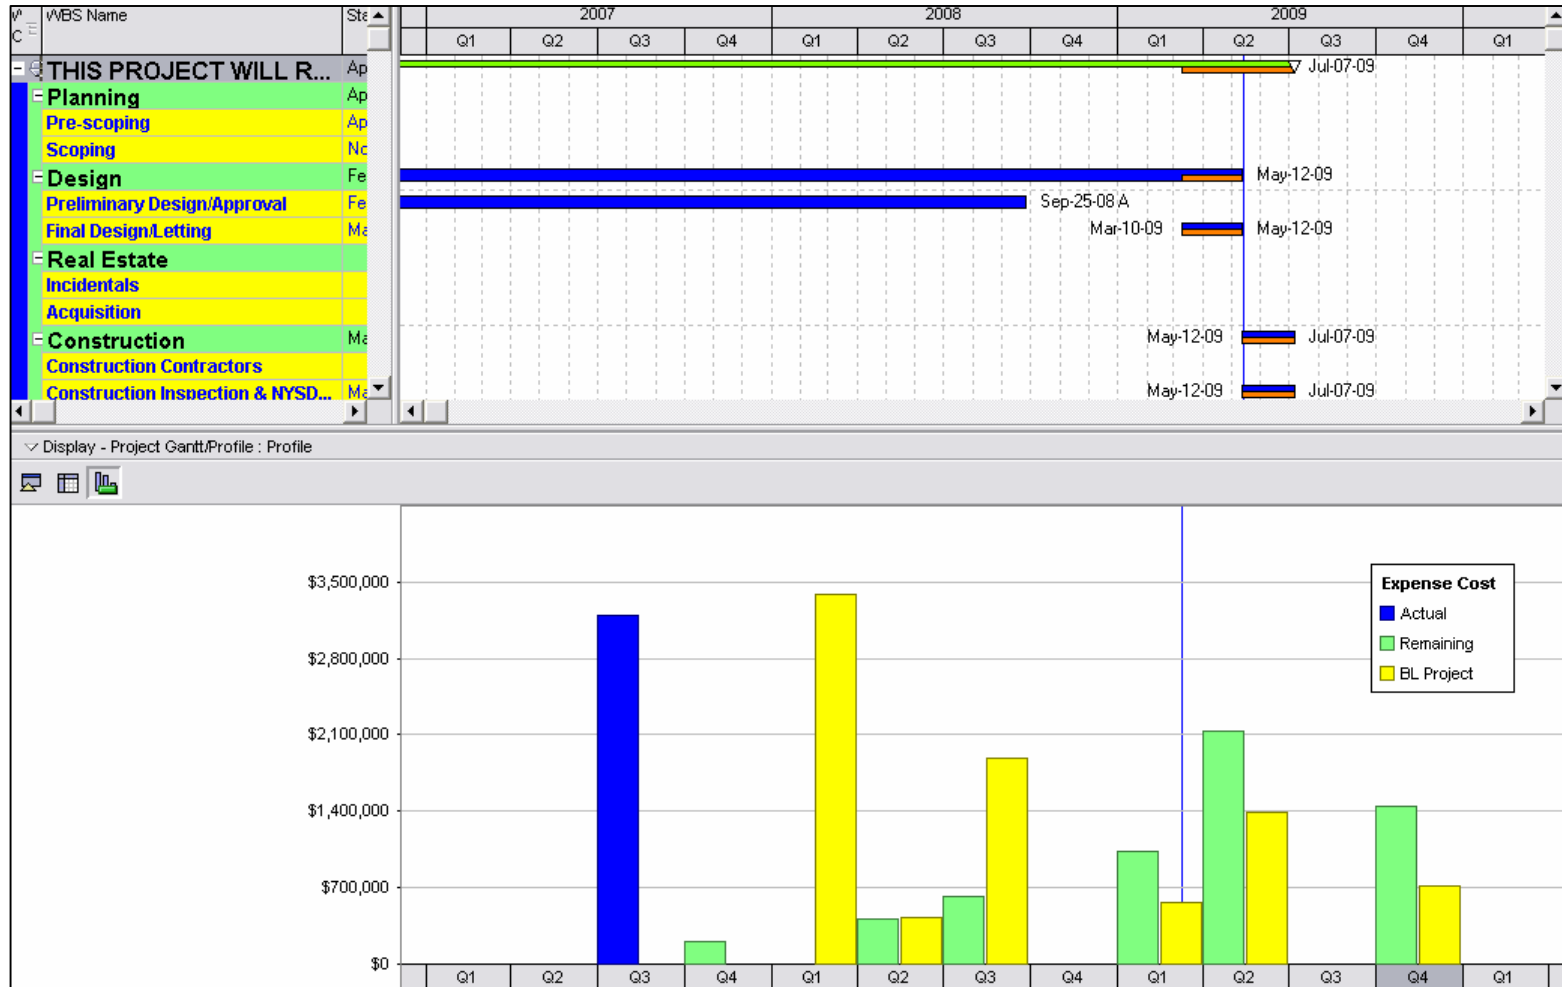 WBS Name
Sta
2007
2008
2009
C
E
Q1 Q2 Q3 Q4 Q1 Q2 Q3 Q4 Q1 Q2 Q3 Q4 Q1
THIS PROJECT WILL R... Ap
Jul-07-09
Planning Ap
Pre-scoping Ap
Scoping No
Design Fe
May-12-09
Preliminary Design/Approval Fe
Sep-25-08 A
Final Design/Letting Ma
Mar-10-09 May-12-09
Real Estate
Incidentals
Acquisition
Construction Ma
May-12-09 Jul-07-09
Construction Contractors
Construction Inspection & NYSD... Ma
May-12-09 Jul-07-09
Display - Project Gantt/Profile : Profile
$3,500,000
$2,800,000
$2,100,000
$1,400,000
$700,000
$0
Expense Cost
Actual
Remaining
BL Project
Q1 Q2 Q3 Q4 Q1 Q2 Q3 Q4 Q1 Q2 Q3 Q4 Q1